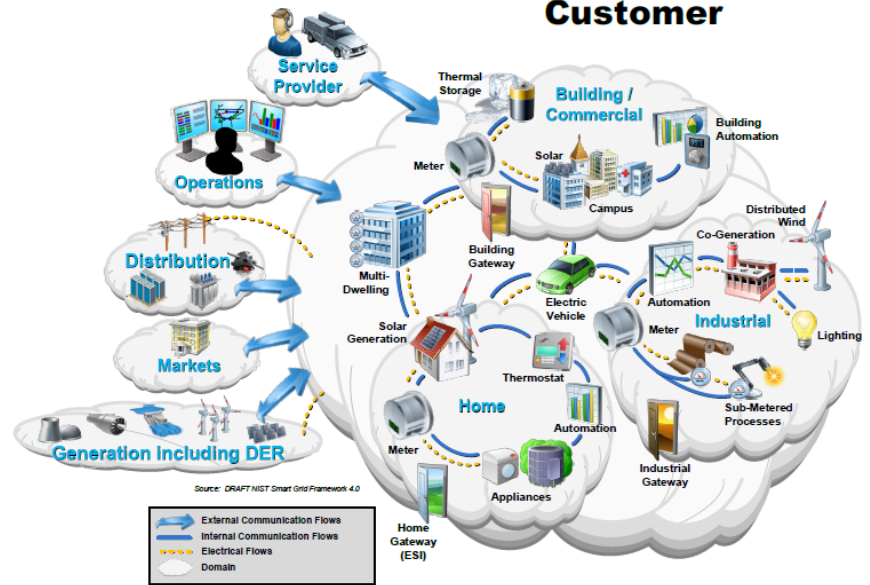 Customer
Service
Provider
Thermal
Storage
Building /
Commercial
Building
Automation
Meter
Solar
Campus
Operations
Building
Gateway
Multi-
Dwelling
Distribution
Distributed
Wind
Co-Generation
Electric
Vehicle
Automation
Meter
Industrial
Lighting
Solar
Generation
Markets
Thermostat
Home
Automation
Sub-Metered
Processes
Meter
Generation Including DER
Appliances
Industrial
Gateway
Source: DRAFT NIST Smart Grid Framework 4.0
Home
Gateway
(ESI)
External Communication Flows
Internal Communication Flows
Electrical Flows
Domain